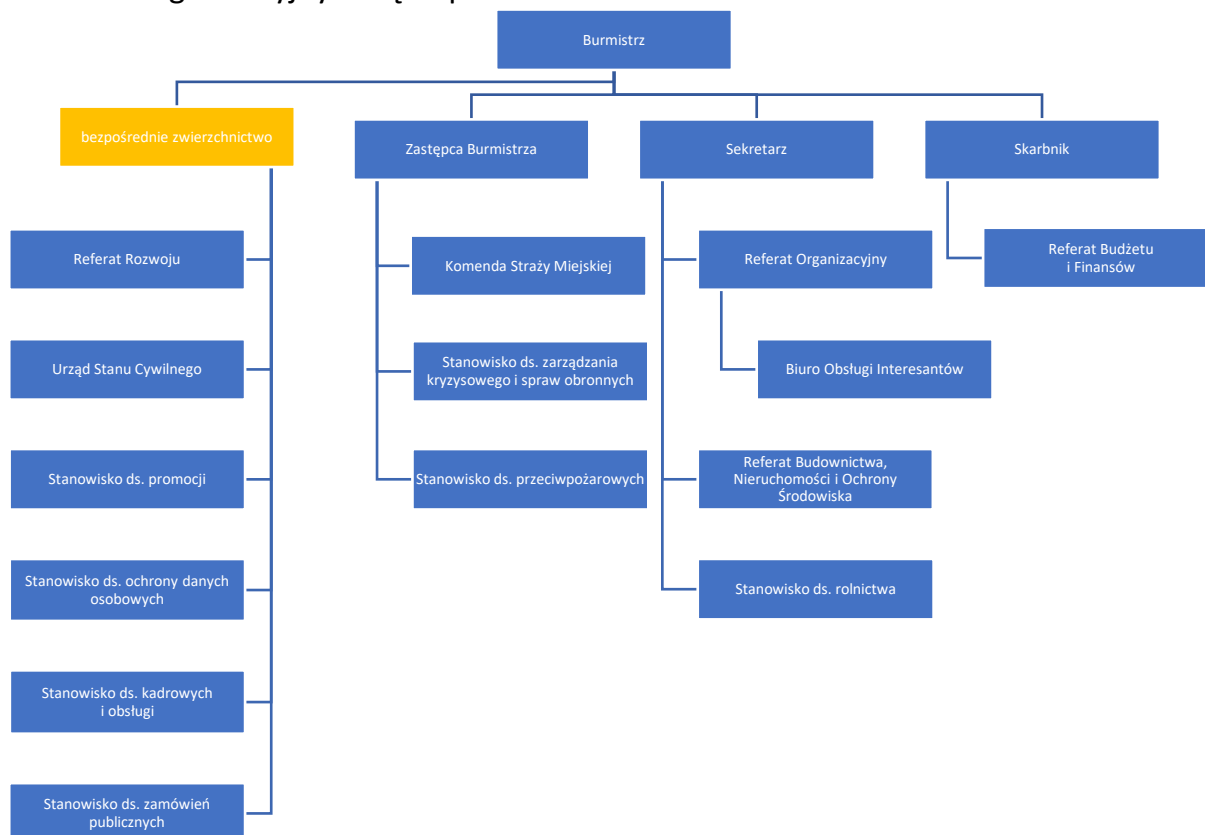 Burmistrz
bezpośrednie zwierzchnictwo
Zastępca Burmistrza
Sekretarz
Skarbnik
Referat Rozwoju
Urząd Stanu Cywilnego
Stanowisko ds. promocji
Stanowisko ds. ochrony danych
osobowych
Stanowisko ds. kadrowych
i obsługi
Stanowisko ds. zamówień
publicznych
Komenda Straży Miejskiej
Stanowisko ds. zarządzania
kryzysowego i spraw obronnych
Stanowisko ds. przeciwpożarowych
Referat Organizacyjny
Biuro Obsługi Interesantów
Referat Budownictwa,
Nieruchomości i Ochrony
Środowiska
Stanowisko ds. rolnictwa
Referat Budżetu
i Finansów